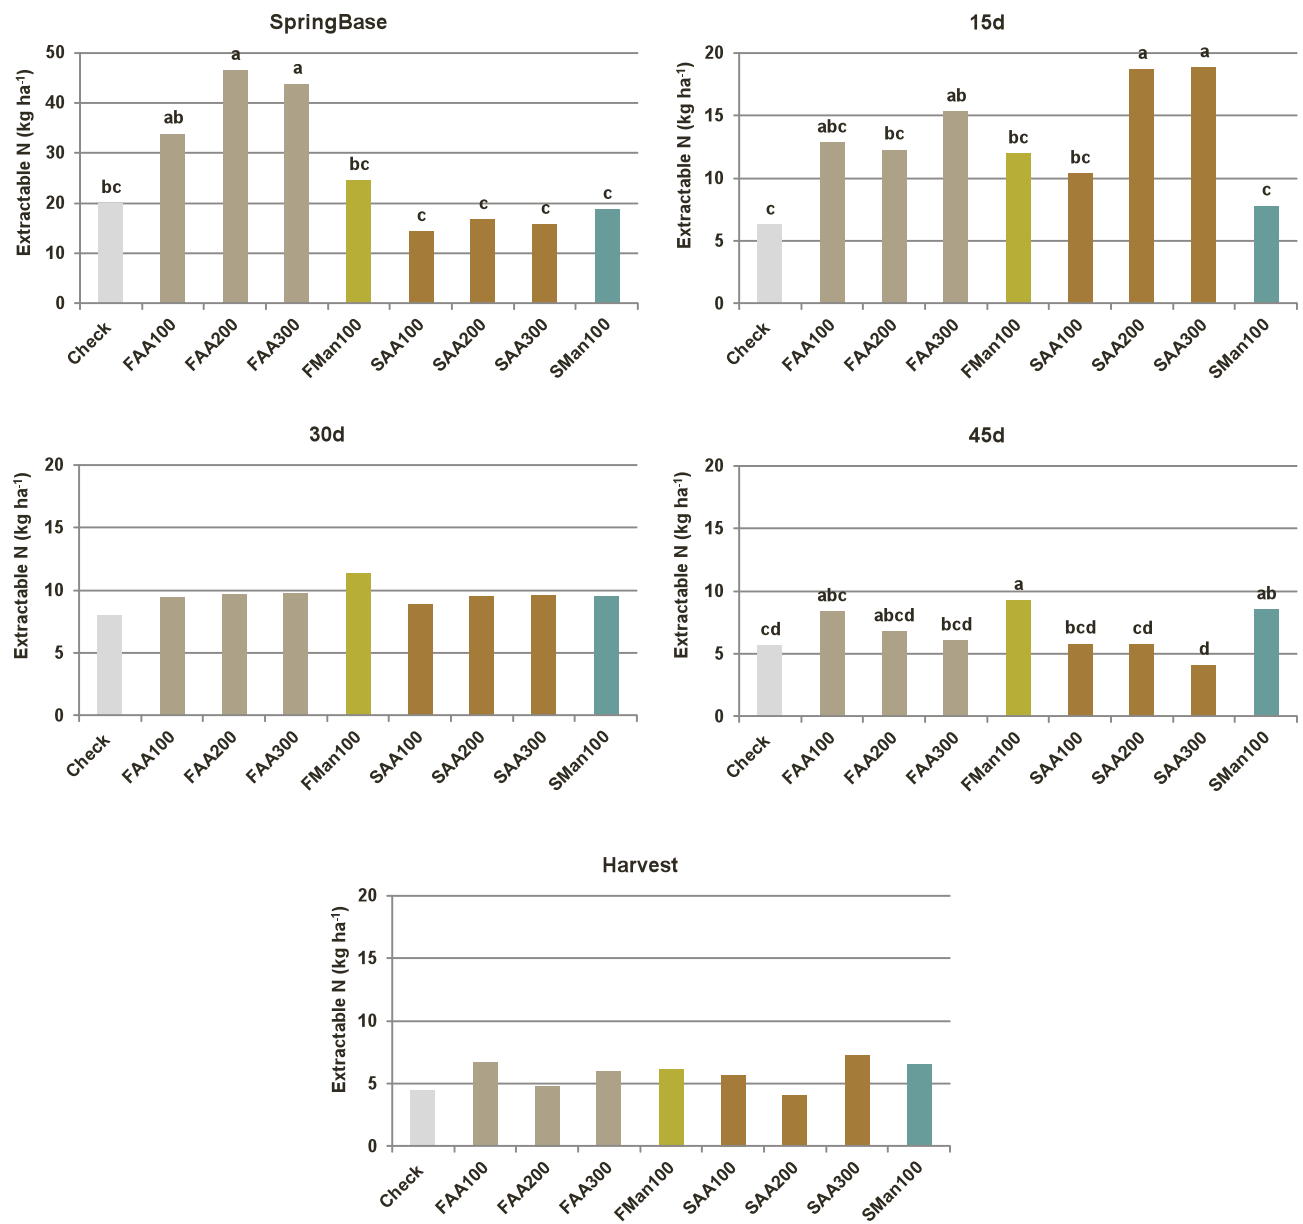 SpringBase
Extractable N (kg ha-1)
50
40
30
20
10
0
bc
ab
a
a
bc
c
c
c
c
Check
FAA100
FAA200
FAA300
FMan100
SAA100
SAA200
SAA300
SMan100
15d
Extractable N (kg ha-1)
20
15
10
5
0
c
abc
bc
ab
bc
bc
a
a
c
Check
FAA100
FAA200
FAA300
FMan100
SAA100
SAA200
SAA300
SMan100
30d
Extractable N (kg ha-1)
20
15
10
5
0
Check
FAA100
FAA200
FAA300
FMan100
SAA100
SAA200
SAA300
SMan100
45d
Extractable N (kg ha-1)
20
15
10
5
0
cd
abc
abcd
bcd
a
bcd
cd
d
ab
Check
FAA100
FAA200
FAA300
FMan100
SAA100
SAA200
SAA300
SMan100
Harvest
Extractable N (kg ha-1)
20
15
10
5
0
Check
FAA100
FAA200
FAA300
FMan100
SAA100
SAA200
SAA300
SMan100